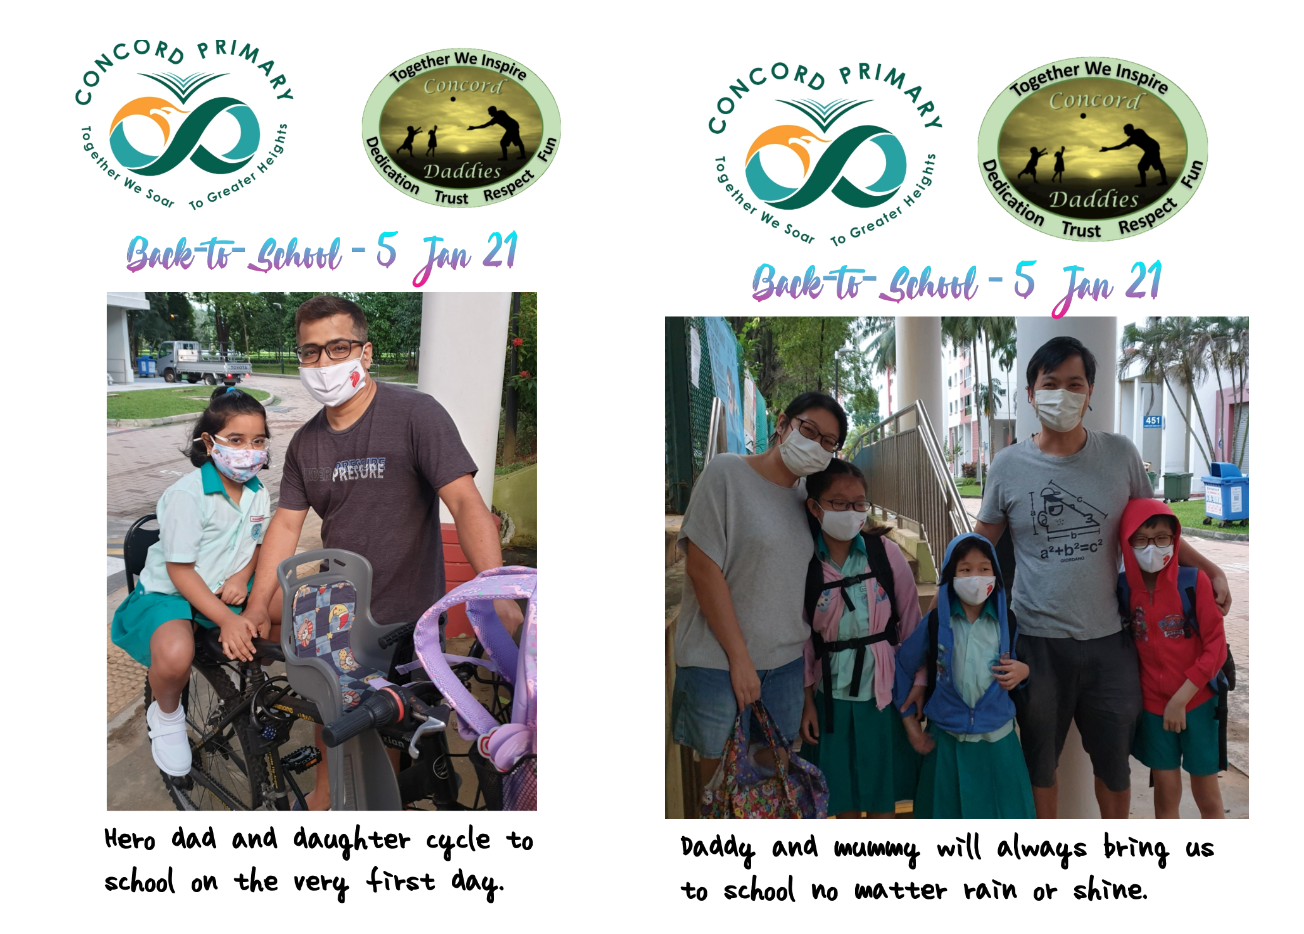 CONCORD PRIMARY
Together We Soar To Greater Heights
Together We Inspire
Concord
Daddies
Dedication Trust Respect Fun
Back-to-School - 5 Jan 21
PRESSURE
Hero dad and daughter cycle to
school on the very first day.
CONCORD PRIMARY
Together We Soar To Greater Heights
Together We Inspire
Concord
Daddies
Dedication Trust Respect Fun
Back-to-School - 5 Jan 21
451
a c
b
a²+b²=c²
Daddy and mummy will always bring us
to school no matter rain or shine.